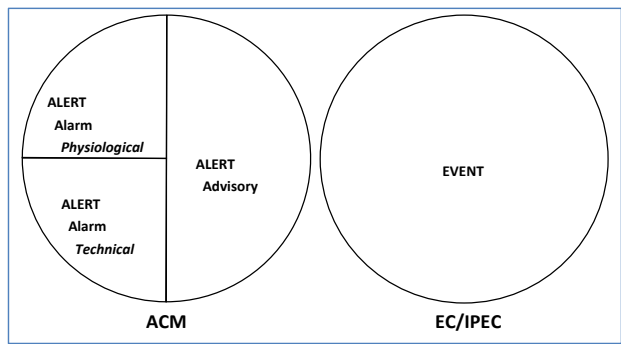 ALERT
Alarm
Physiological
ALERT
Alarm
Technical
ALERT
Advisory
EVENT
ACM
EC/IPEC